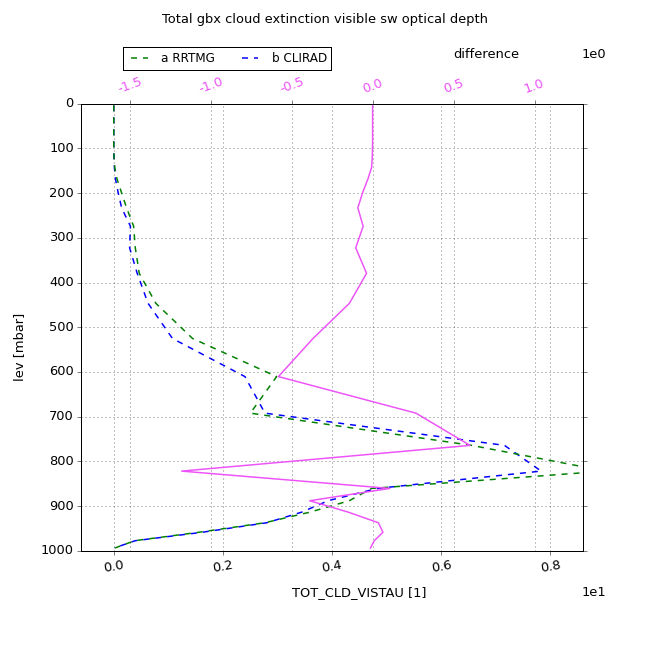 Total gbx cloud extinction visible sw optical depth
a RRTMG b CLIRAD difference 1e0
-1.5 -1.0 -0.5 0.0 0.5 1.0
0
100
200
300
400
500
600
700
800
900
1000
lev [mbar]
0.0 0.2 0.4 0.6 0.8
TOT_CLD_VISTAU [1] 1e1